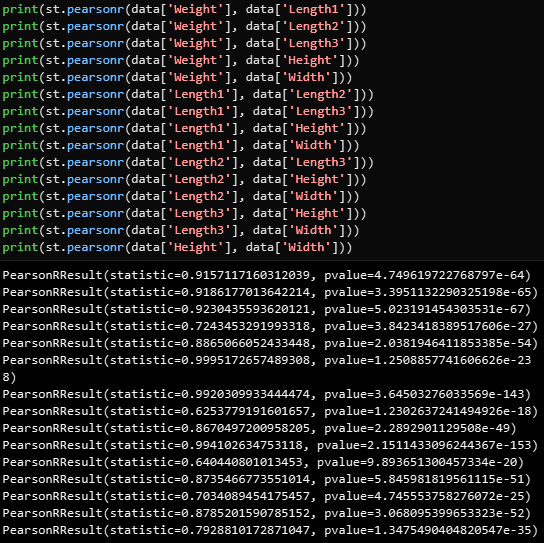 print(st.pearsonr(data['Weight'], data['Length1']))
print(st.pearsonr(data['Weight'], data['Length2']))
print(st.pearsonr(data['Weight'], data['Length3']))
print(st.pearsonr(data['Weight'], data['Height']))
print(st.pearsonr(data['Weight'], data['Width']))
print(st.pearsonr(data['Length1'], data['Length2']))
print(st.pearsonr(data['Length1'], data['Length3']))
print(st.pearsonr(data['Length1'], data['Height']))
print(st.pearsonr(data['Length1'], data['Width']))
print(st.pearsonr(data['Length2'], data['Length3']))
print(st.pearsonr(data['Length2'], data['Height']))
print(st.pearsonr(data['Length2'], data['Width']))
print(st.pearsonr(data['Length3'], data['Height']))
print(st.pearsonr(data['Length3'], data['Width']))
print(st.pearsonr(data['Height'], data['Width']))
PearsonRResult(statistic=0.9157117160312039, pvalue=4.749619722768797e-64)
PearsonRResult(statistic=0.9186177013642214, pvalue=3.3951132290325198e-65)
PearsonRResult(statistic=0.9230435593620121, pvalue=5.023191454303531e-67)
PearsonRResult(statistic=0.7243453291993318, pvalue=3.8423418389517606e-27)
PearsonRResult(statistic=0.8865066052433448, pvalue=2.0381946411853385e-54)
PearsonRResult(statistic=0.9995172657489308, pvalue=1.2508857741606626e-23
8)
PearsonRResult(statistic=0.9920309933444474, pvalue=3.64503276033569e-143)
PearsonRResult(statistic=0.6253779191601657, pvalue=1.2302637241494926e-18)
PearsonRResult(statistic=0.8670497200958205, pvalue=2.2892901129508e-49)
PearsonRResult(statistic=0.994102634753118, pvalue=2.1511433096244367e-153)
PearsonRResult(statistic=0.640440801013453, pvalue=9.893651300457334e-20)
PearsonRResult(statistic=0.8735466773551014, pvalue=5.845981819561115e-51)
PearsonRResult(statistic=0.7034089454175457, pvalue=4.745553758276072e-25)
PearsonRResult(statistic=0.8785201590785152, pvalue=3.068095399653323e-52)
PearsonRResult(statistic=0.7928810172871047, pvalue=1.3475490404820547e-35)